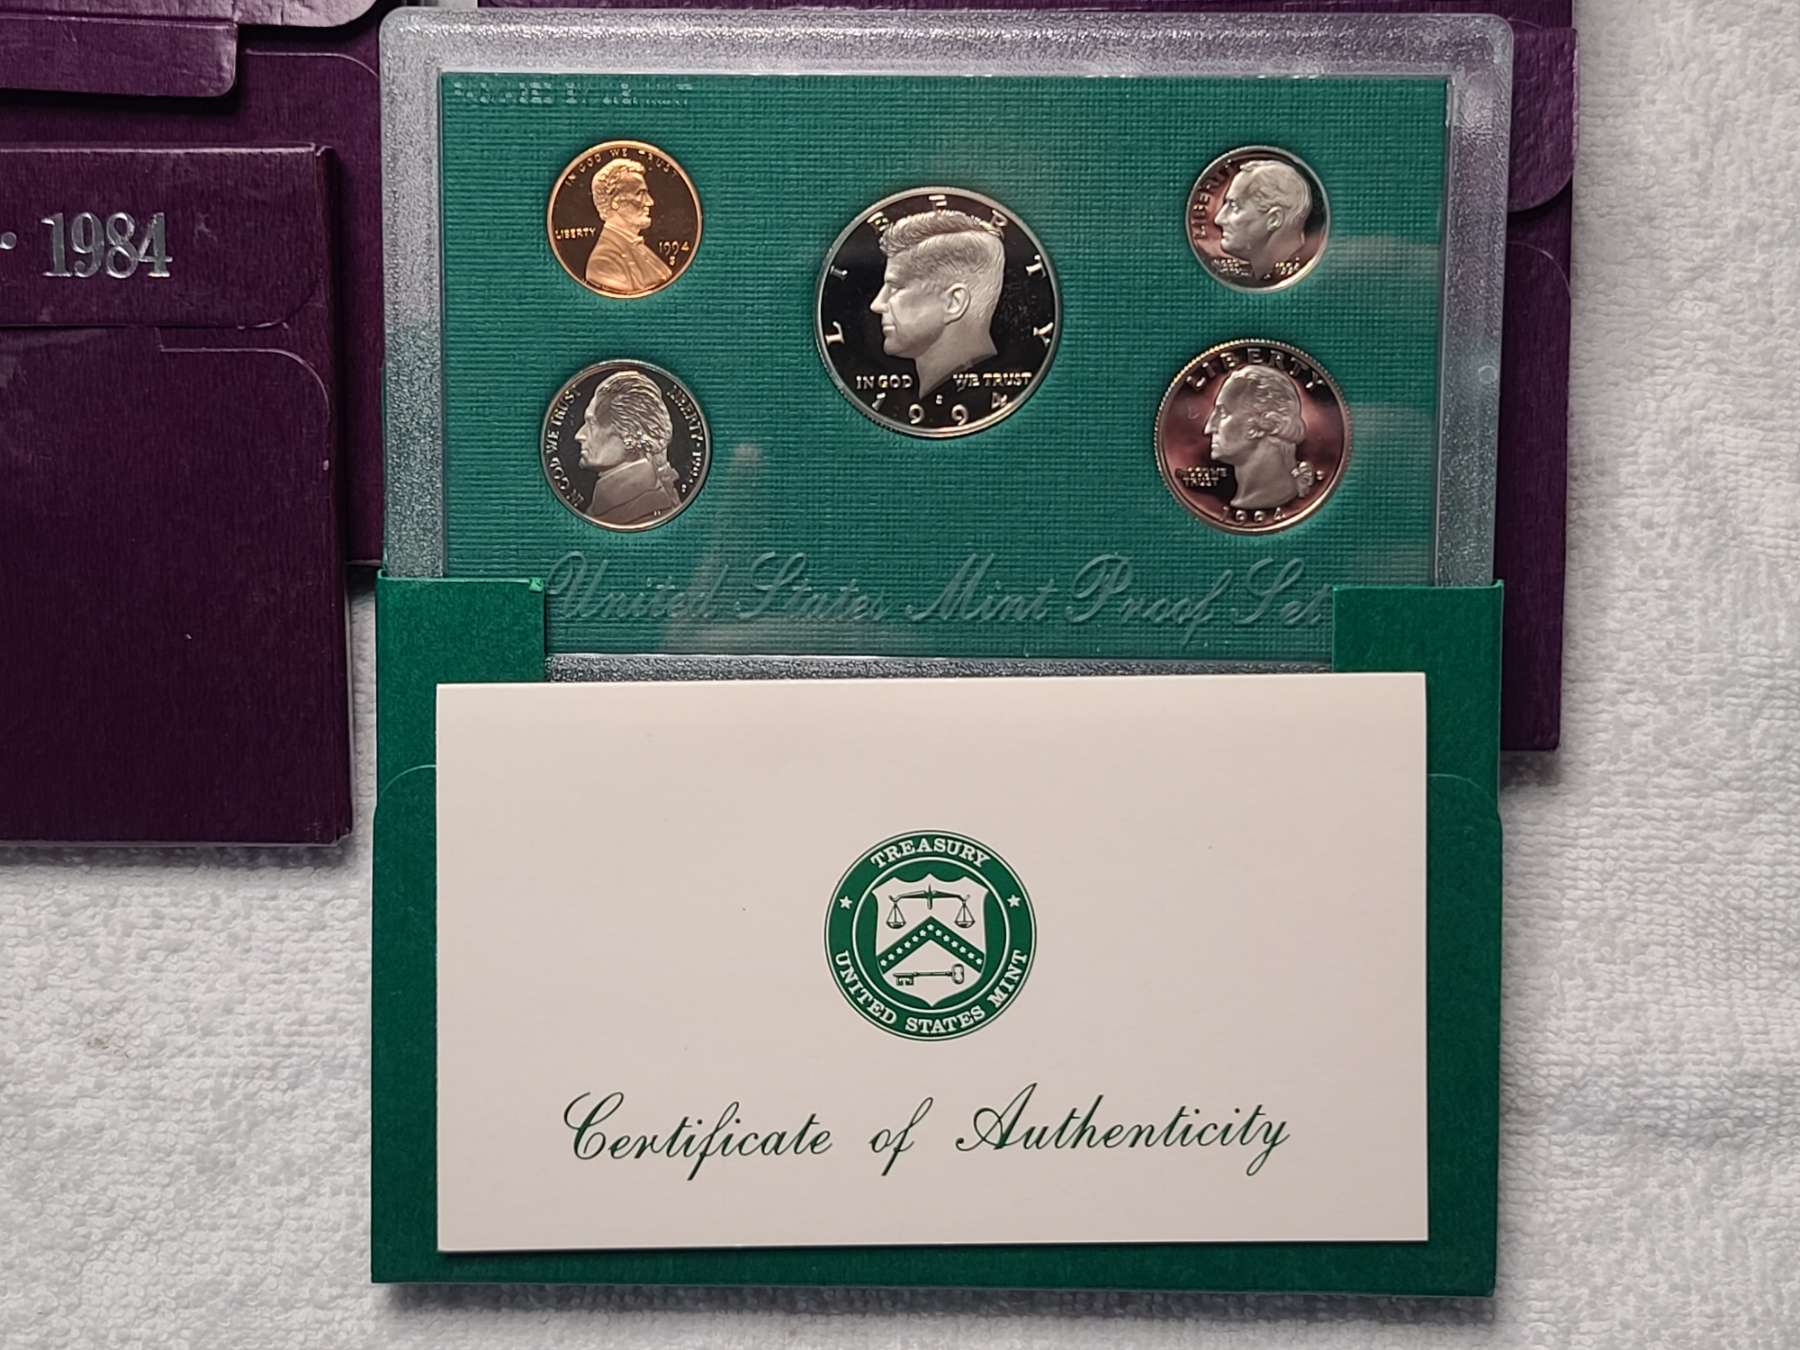 · 1984
IN GOD WE TRUST
LIBERTY
1994
S
LIBERTY
IN GOD WE TRUST
1994
S
LIBERTY
1994
IN GOD WE TRUST
LIBERTY
LIBERTY
IN GOD WE
TRUST
1994
United States Mint Proof Set
TREASURY
UNITED STATES MINT
Certificate of Authenticity